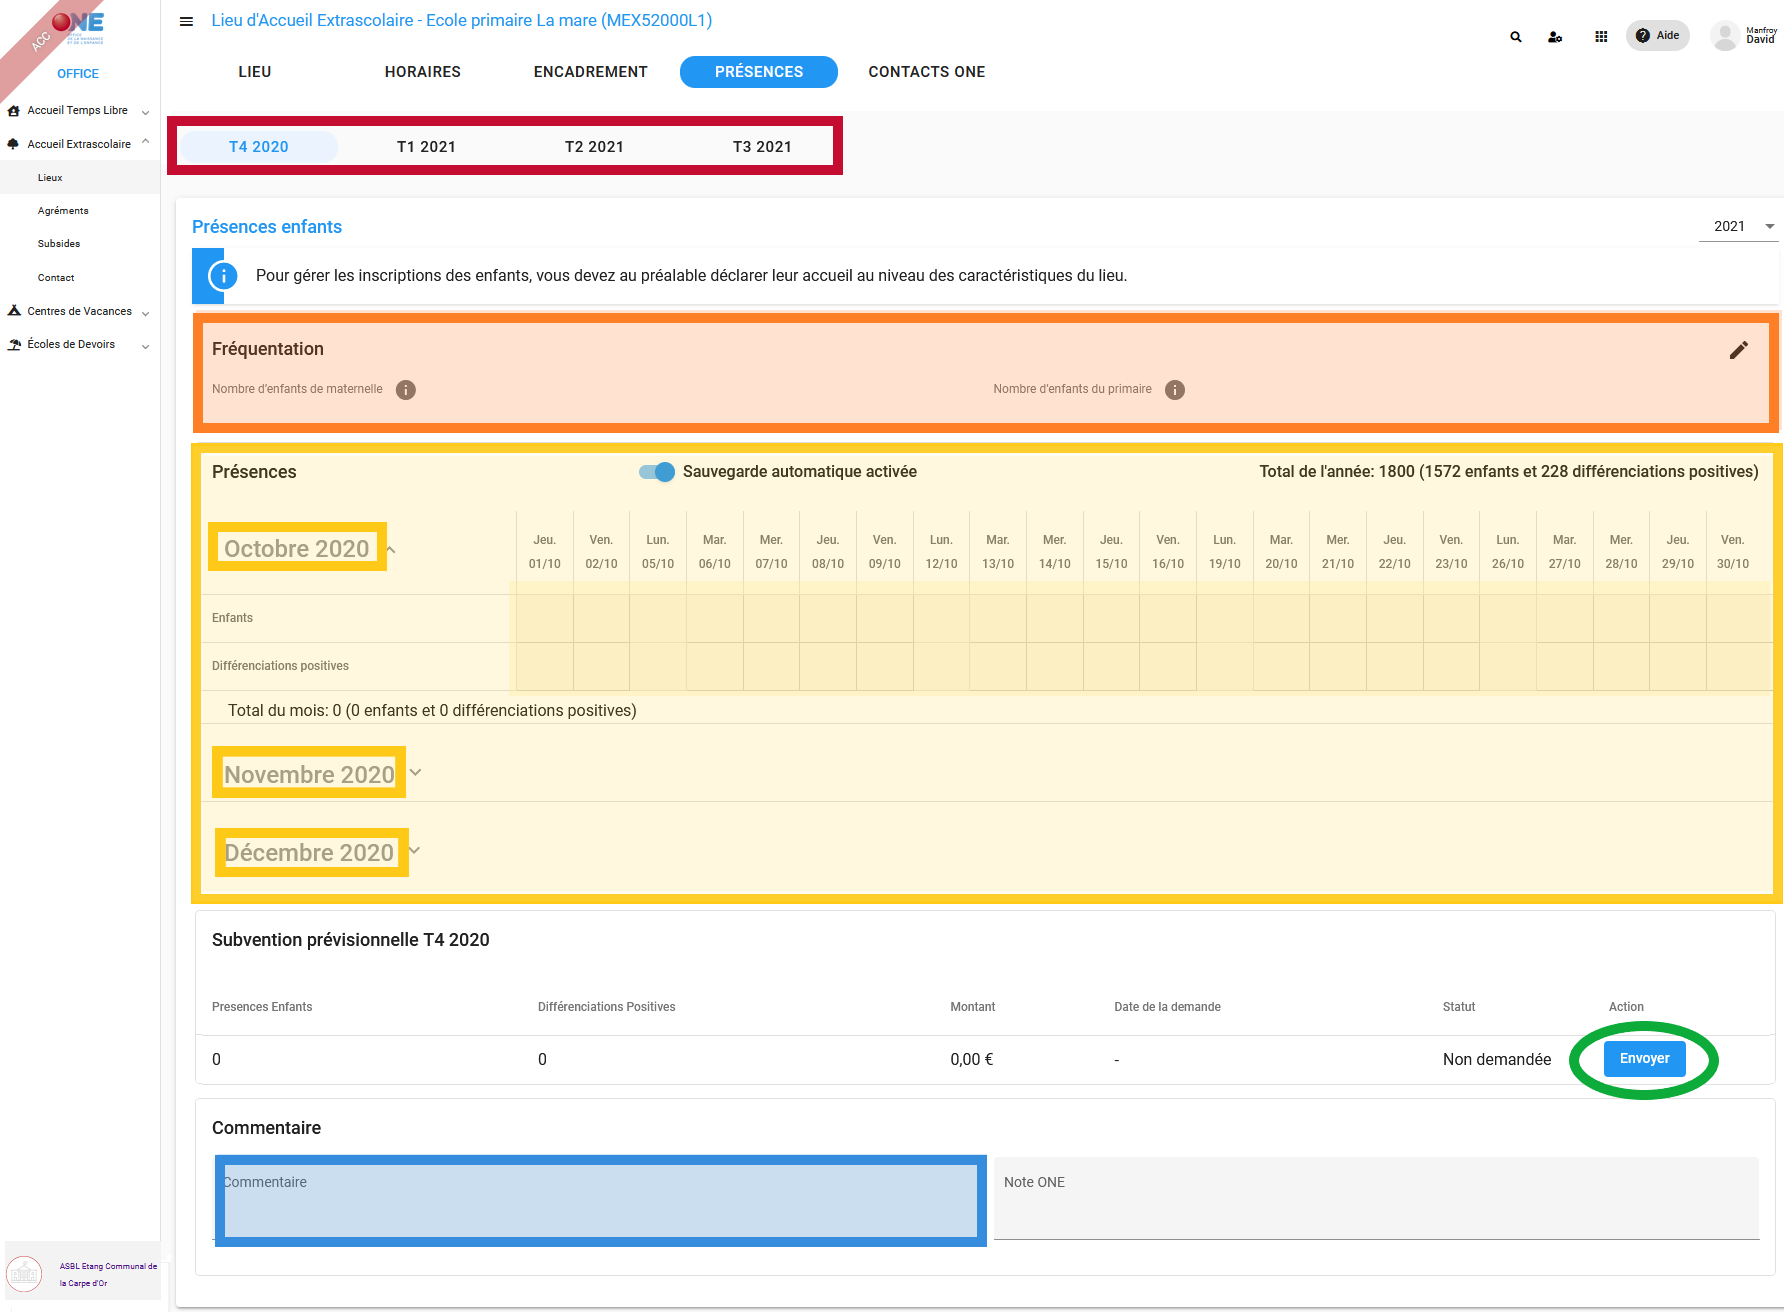 ACC
ONE
OFFICE
DE LA NAISSANCE
ET DE L'ENFANCE
OFFICE
Accueil Temps Libre
Accueil Extrascolaire
Lieux
Agréments
Subsides
Contact
Centres de Vacances
Écoles de Devoirs
ASBL Etang Communal de
la Carpe d'Or
Lieu d'Accueil Extrascolaire - Ecole primaire La mare (MEX52000L1)
Aide
Manfroy
David
LIEU HORAIRES ENCADREMENT PRÉSENCES CONTACTS ONE
T4 2020 T1 2021 T2 2021 T3 2021
Présences enfants
2021
Pour gérer les inscriptions des enfants, vous devez au préalable déclarer leur accueil au niveau des caractéristiques du lieu.
Fréquentation
Nombre d'enfants de maternelle Nombre d'enfants du primaire
Présences Sauvegarde automatique activée Total de l'année: 1800 (1572 enfants et 228 différenciations positives)
Octobre 2020
Jeu. Ven. Lun. Mar. Mer. Jeu. Ven. Lun. Mar. Mer. Jeu. Ven. Lun. Mar. Mer. Jeu. Ven. Lun. Mar. Mer. Jeu. Ven.
01/10 02/10 05/10 06/10 07/10 08/10 09/10 12/10 13/10 14/10 15/10 16/10 19/10 20/10 21/10 22/10 23/10 26/10 27/10 28/10 29/10 30/10
Enfants
Différenciations positives
Total du mois: 0 (0 enfants et 0 différenciations positives)
Novembre 2020
Décembre 2020
Subvention prévisionnelle T4 2020
Presences Enfants Différenciations Positives Montant Date de la demande Statut Action
0 0 0,00 € - Non demandée Envoyer
Commentaire
Commentaire Note ONE